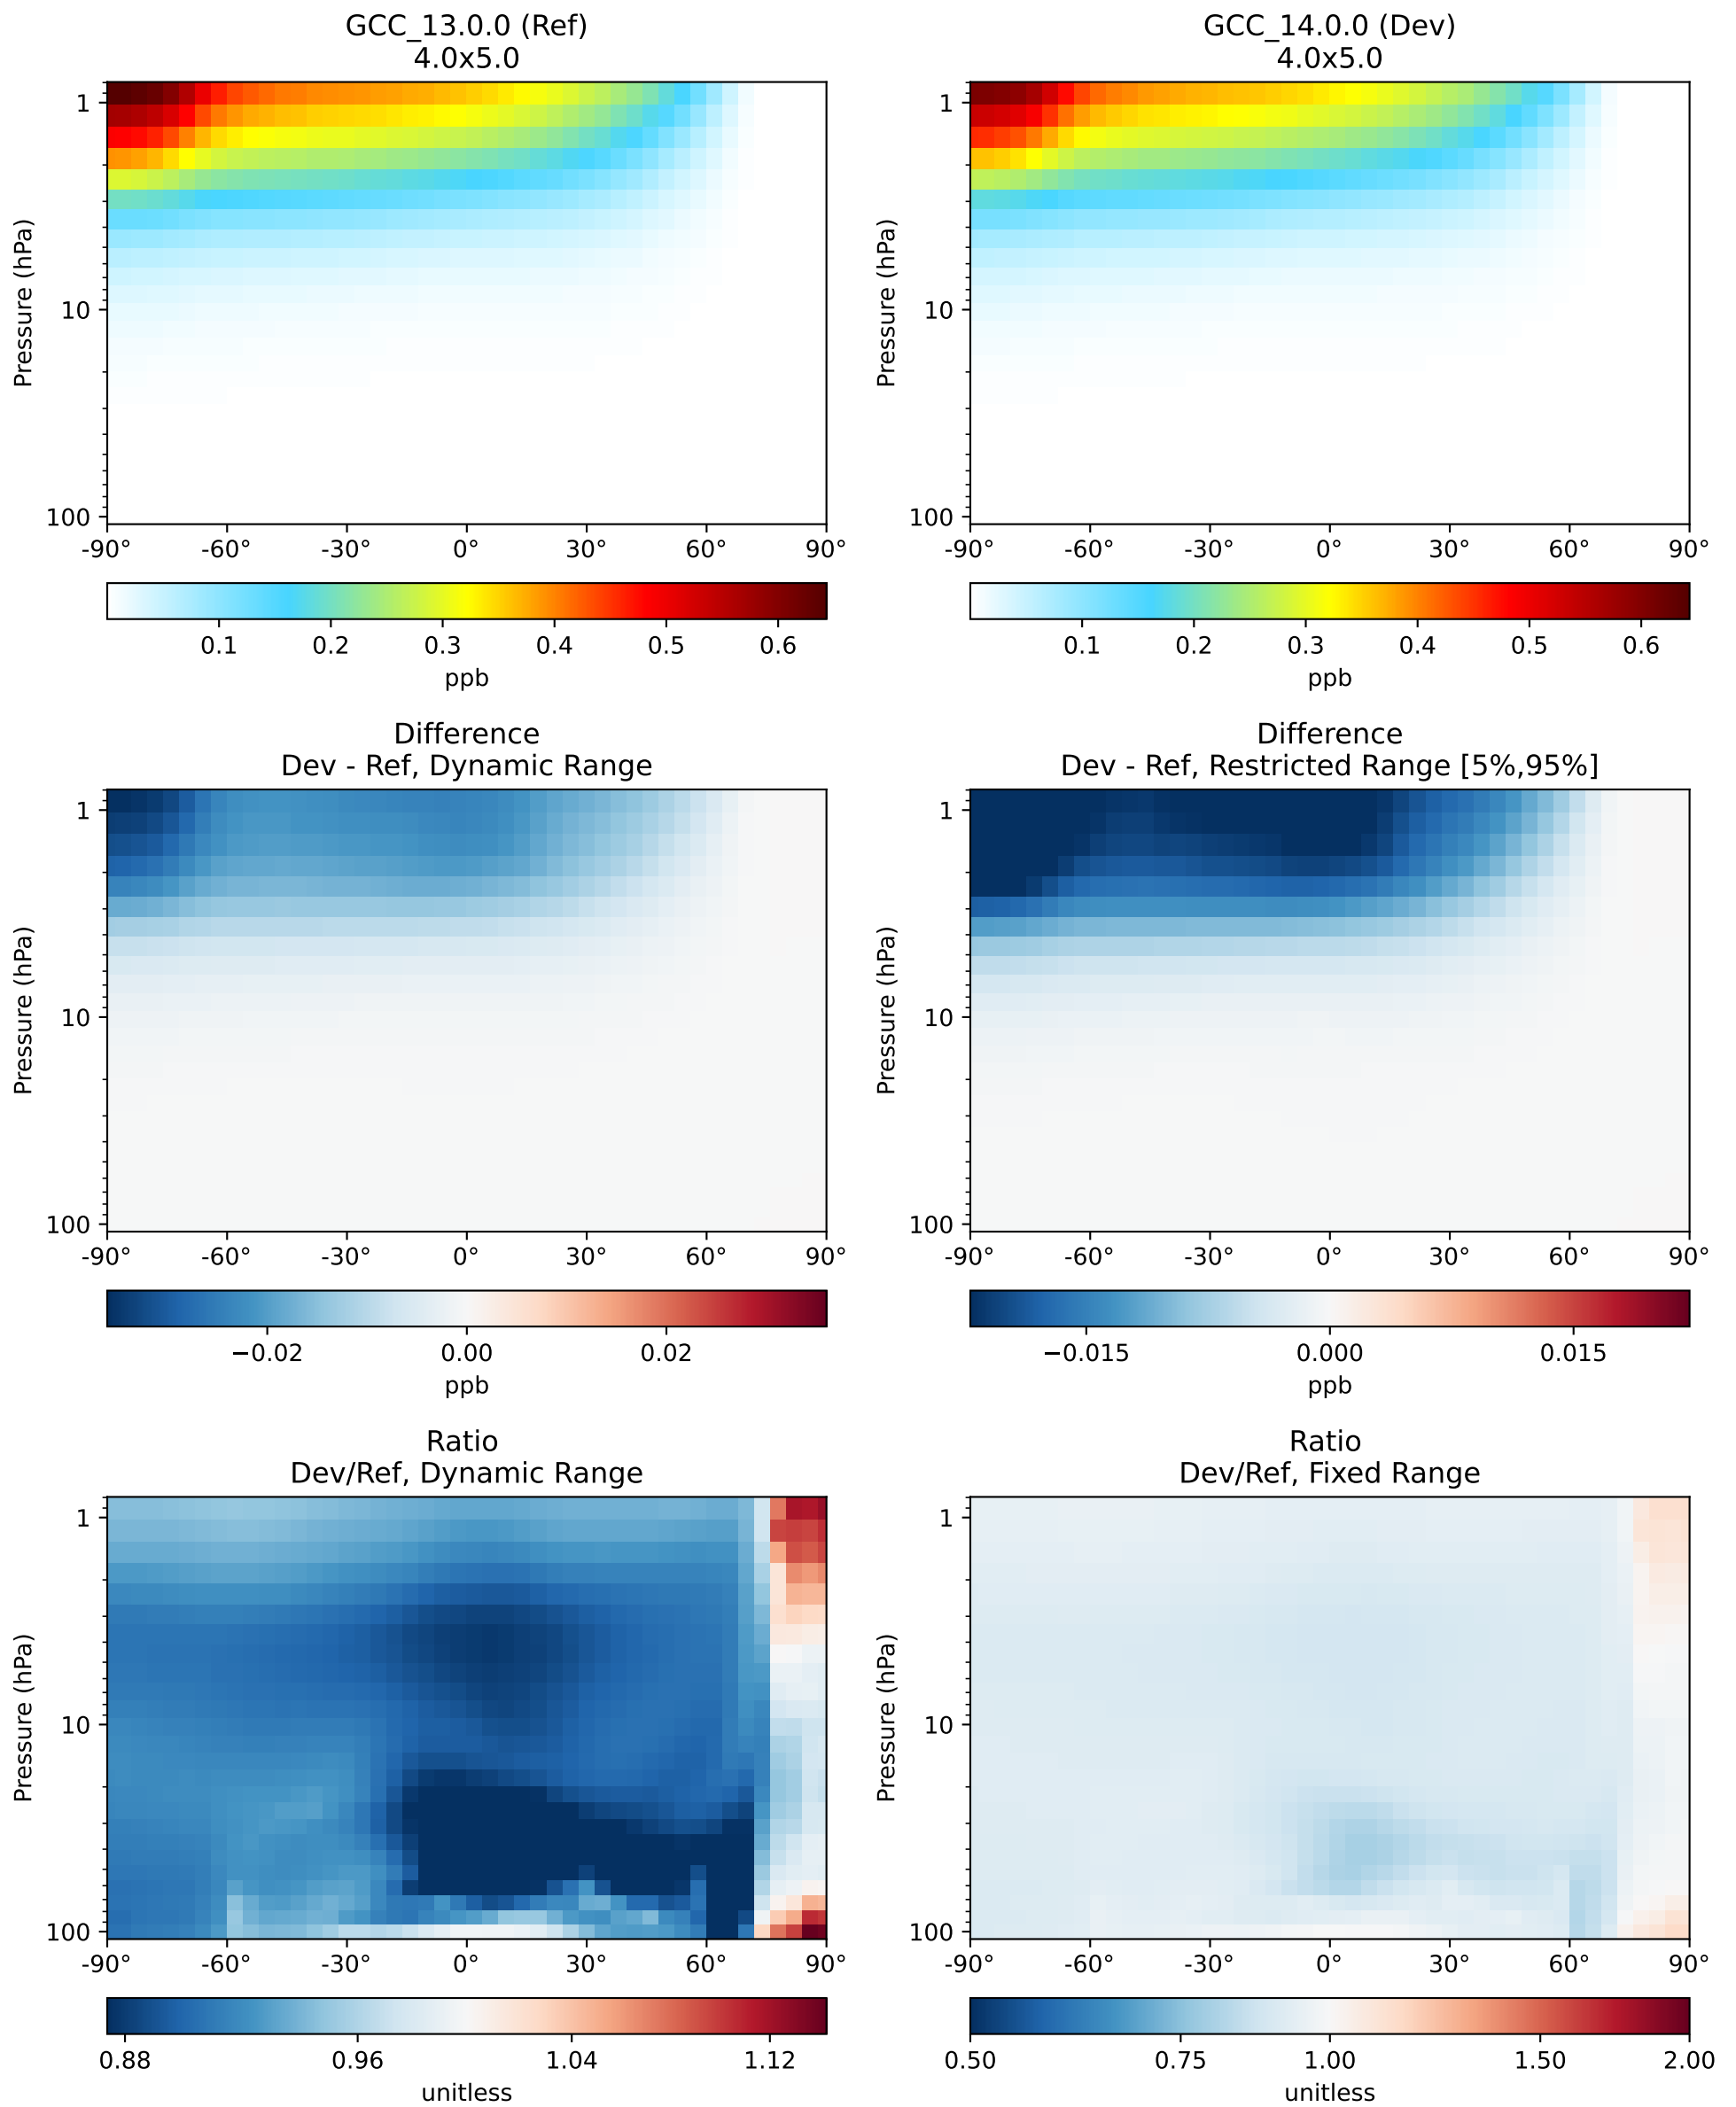 GCC_13.0.0 (Ref)
4.0x5.0
Pressure (hPa)
1
10
100
-90° -60° -30° 0° 30° 60° 90°
0.1 0.2 0.3 0.4 0.5 0.6
ppb
GCC_14.0.0 (Dev)
4.0x5.0
Pressure (hPa)
1
10
100
-90° -60° -30° 0° 30° 60° 90°
0.1 0.2 0.3 0.4 0.5 0.6
ppb
Difference
Dev - Ref, Dynamic Range
Pressure (hPa)
1
10
100
-90° -60° -30° 0° 30° 60° 90°
−0.02 0.00 0.02
ppb
Difference
Dev - Ref, Restricted Range [5%,95%]
Pressure (hPa)
1
10
100
-90° -60° -30° 0° 30° 60° 90°
−0.015 0.000 0.015
ppb
Ratio
Dev/Ref, Dynamic Range
Pressure (hPa)
1
10
100
-90° -60° -30° 0° 30° 60° 90°
0.88 0.96 1.04 1.12
unitless
Ratio
Dev/Ref, Fixed Range
Pressure (hPa)
1
10
100
-90° -60° -30° 0° 30° 60° 90°
0.50 0.75 1.00 1.50 2.00
unitless